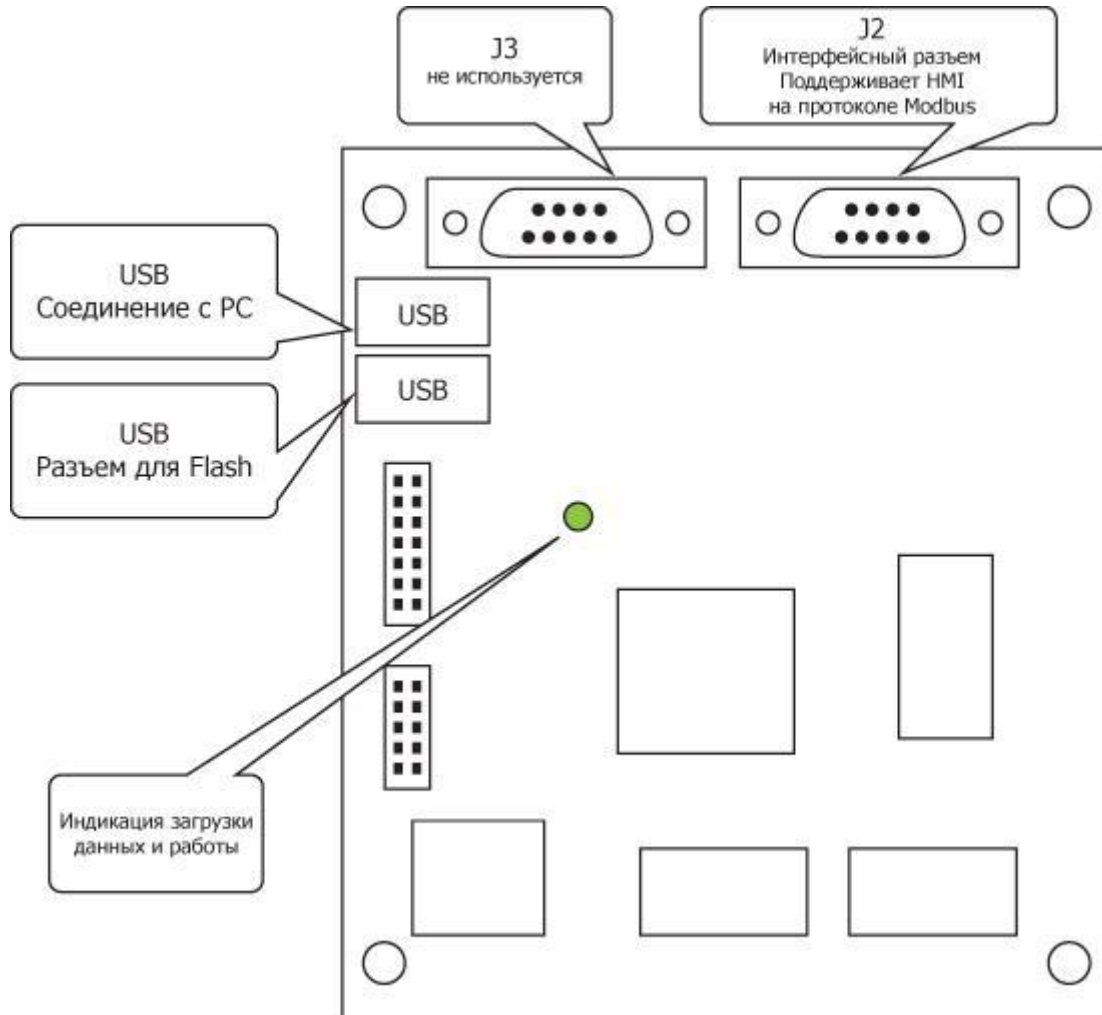 J3
не используется
J2
Интерфейсный разъем
Поддерживает HMI
на протоколе Modbus
USB
Соединение с PC
USB
USB
Разъем для Flash
USB
Индикация загрузки
данных и работы